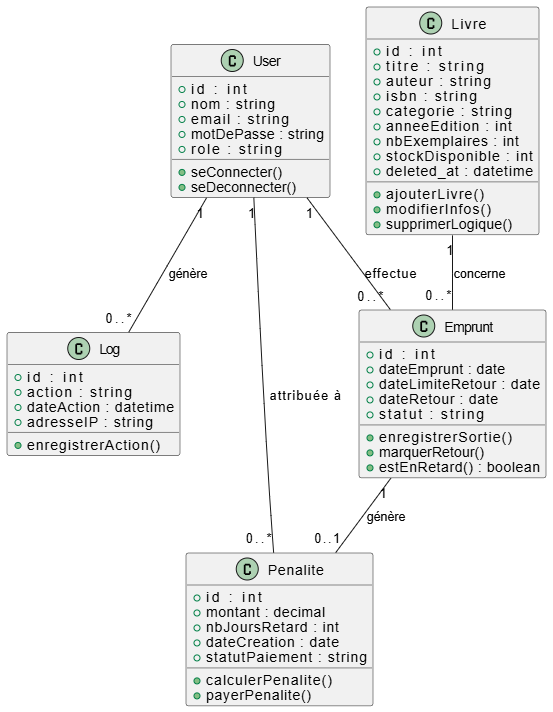 C User
id : int
nom : string
email : string
motDePasse : string
role : string
seConnecter()
seDeconnecter()
C Livre
id : int
titre : string
auteur : string
isbn : string
categorie : string
anneeEdition : int
nbExemplaires : int
stockDisponible : int
deleted_at : datetime
ajouterLivre()
modifierInfos()
supprimerLogique()
1
1
1
1
génère
effectue
concerne
0..*
0..*
0..*
C Log
id : int
action : string
dateAction : datetime
adresseIP : string
enregistrerAction()
attribuée à
C Emprunt
id : int
dateEmprunt : date
dateLimiteRetour : date
dateRetour : date
statut : string
enregistrerSortie()
marquerRetour()
estEnRetard() : boolean
1
génère
0..*
0..1
C Penalite
id : int
montant : decimal
nbJoursRetard : int
dateCreation : date
statutPaiement : string
calculerPenalite()
payerPenalite()